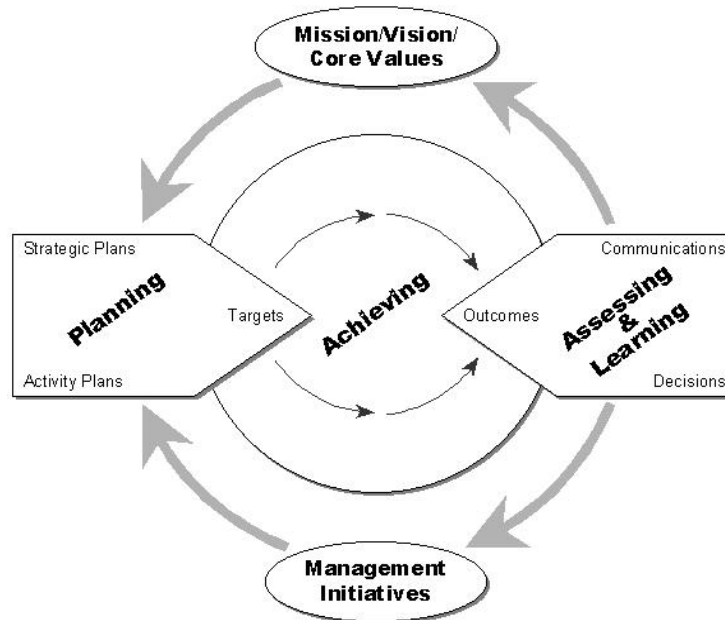 Mission/Vision/
Core Values
Strategic Plans
Planning
Targets
Activity Plans
Achieving
Communications
Outcomes
Assessing
&
Learning
Decisions
Management
Initiatives